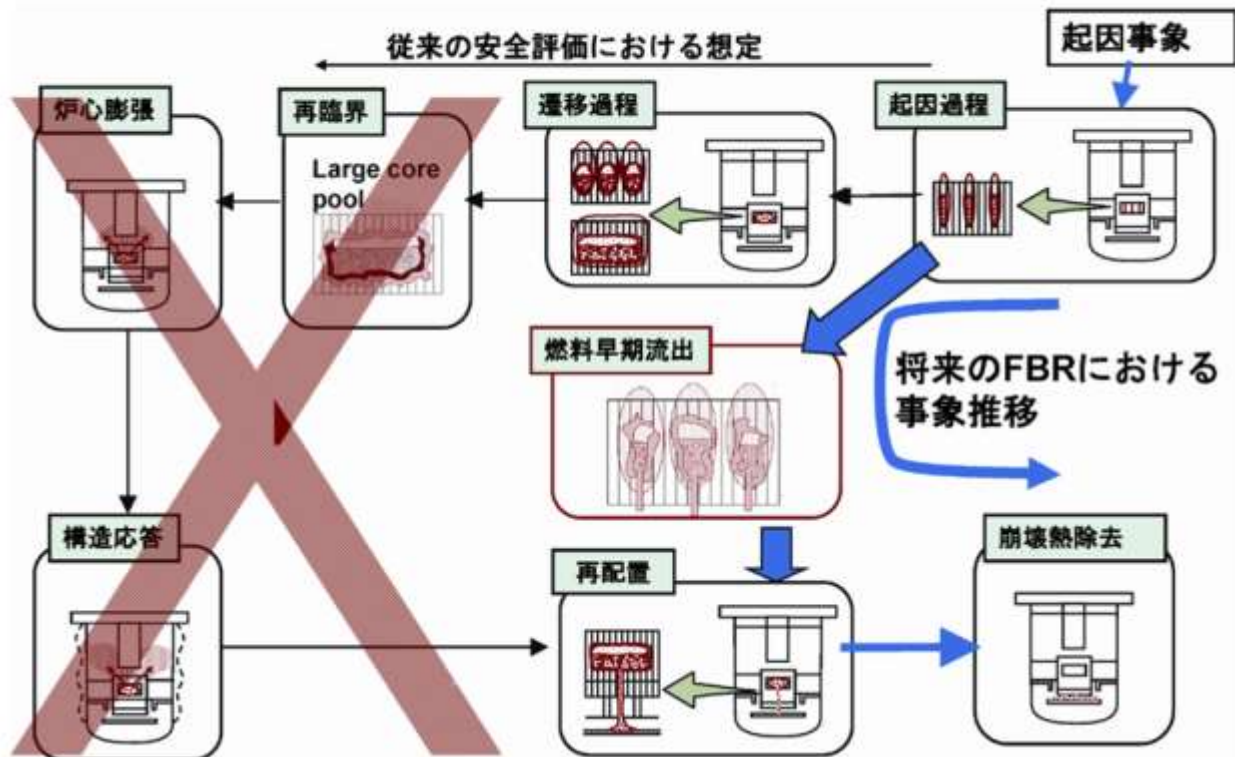 従来の安全評価における想定
起因事象
炉心膨張
再臨界
遷移過程
起因過程
Large core
pool
燃料早期流出
将来のFBRにおける
事象推移
構造応答
再配置
崩壊熱除去